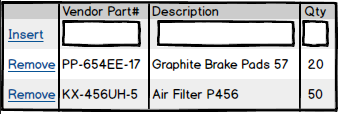 Vendor Part# Description Qty
Insert
Remove PP-654EE-17 Graphite Brake Pads 57 20
Remove KX-456UH-5 Air Filter P456 50